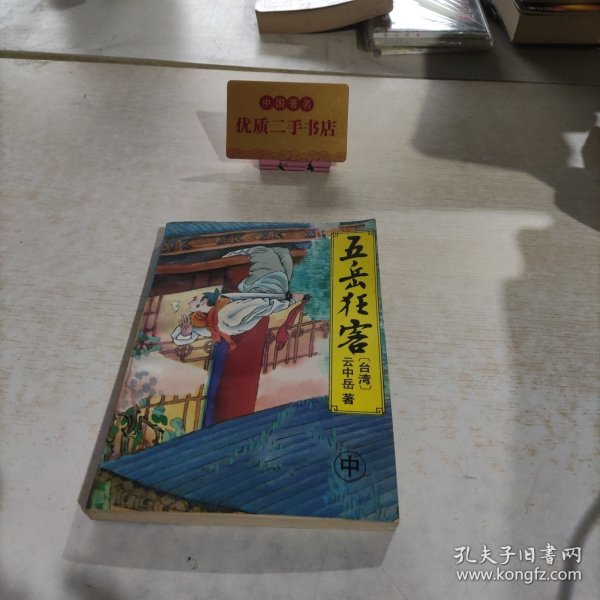 中国著名
优质二手书店
五岳狂客
〔台湾〕
云中岳 著
中
孔夫子旧书网
www.kongfz.com